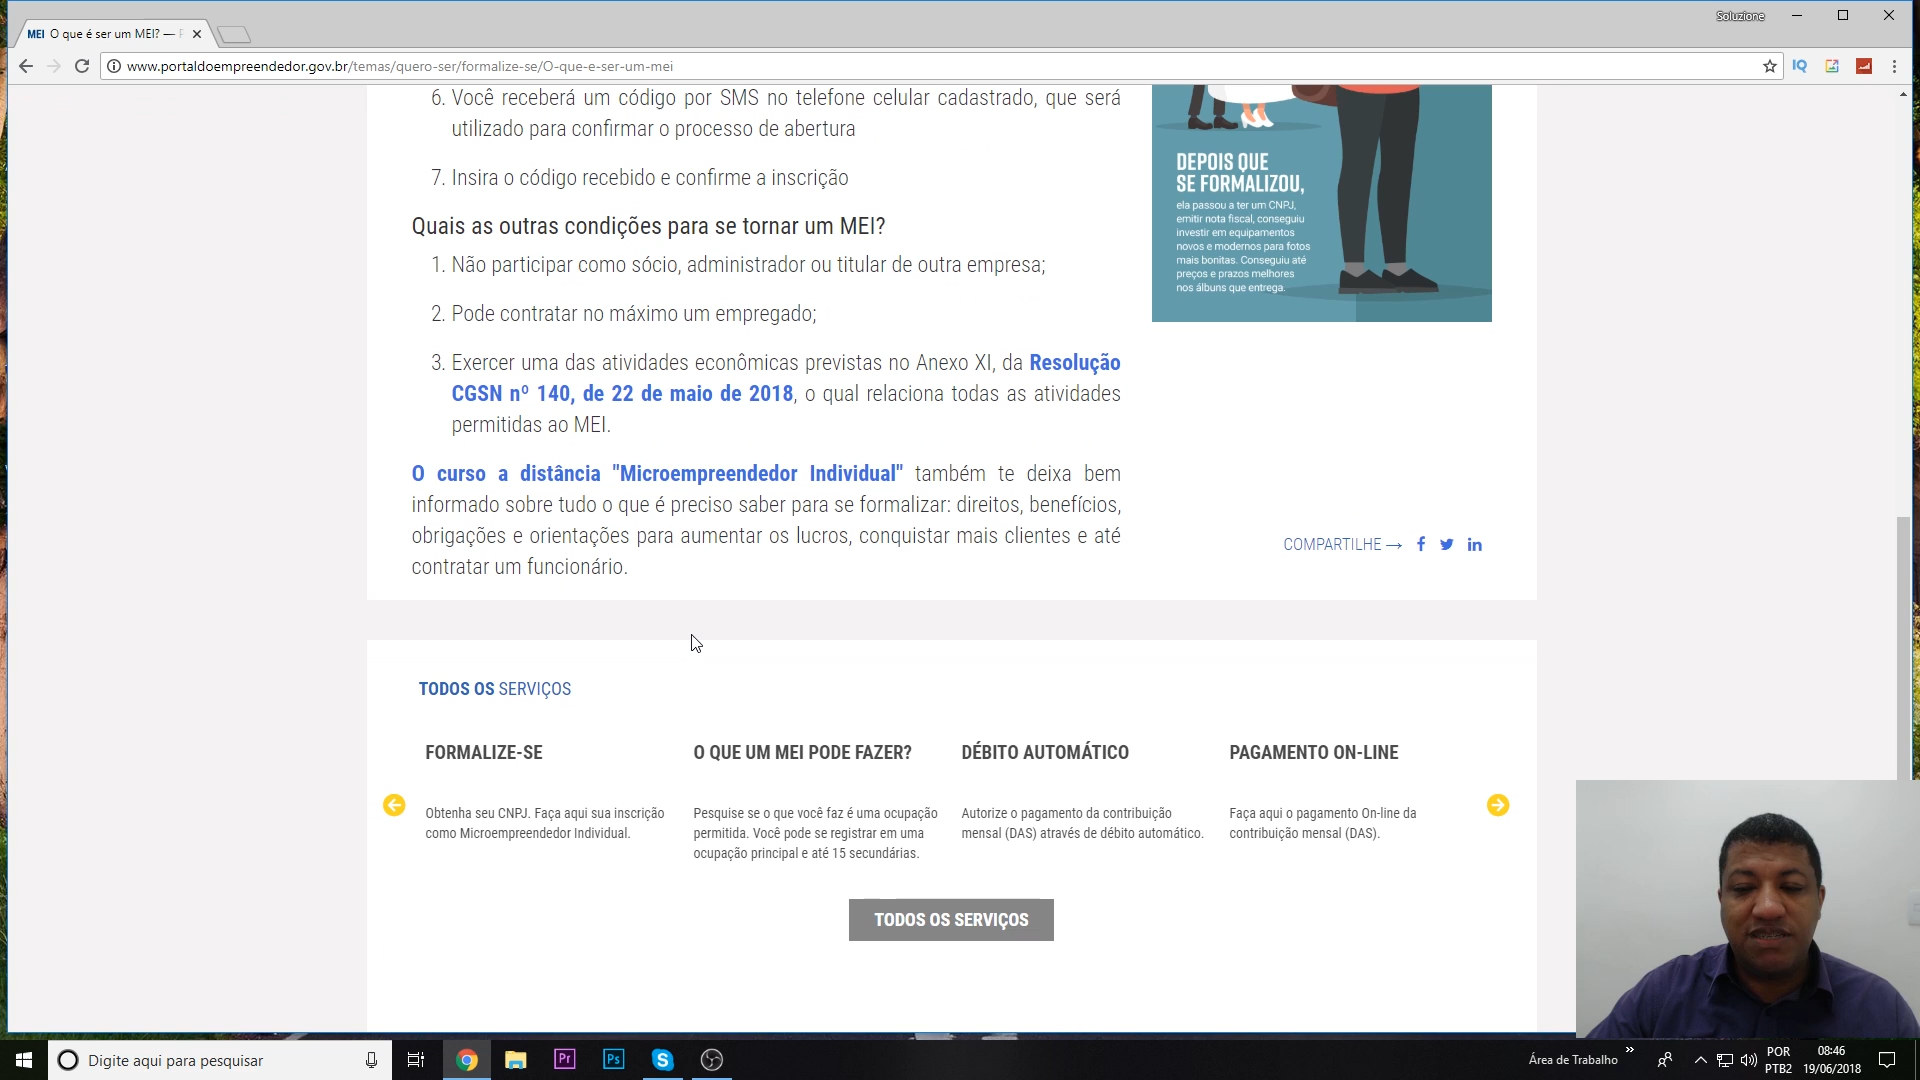 Soluzione
MEI O que é ser um MEI? —
www.portaldoempreendedor.gov.br/temas/quero-ser/formalize-se/O-que-e-ser-um-mei
IQ
6. Você receberá um código por SMS no telefone celular cadastrado, que será
utilizado para confirmar o processo de abertura
7. Insira o código recebido e confirme a inscrição
Quais as outras condições para se tornar um MEI?
1. Não participar como sócio, administrador ou titular de outra empresa;
2. Pode contratar no máximo um empregado;
3. Exercer uma das atividades econômicas previstas no Anexo XI, da Resolução
CGSN nº 140, de 22 de maio de 2018, o qual relaciona todas as atividades
permitidas ao MEI.
O curso a distância "Microempreendedor Individual" também te deixa bem
informado sobre tudo o que é preciso saber para se formalizar: direitos, benefícios,
obrigações e orientações para aumentar os lucros, conquistar mais clientes e até
contratar um funcionário.
DEPOIS QUE
SE FORMALIZOU,
ela passou a ter um CNPJ,
emitir nota fiscal, conseguiu
investir em equipamentos
novos e modernos para fotos
mais bonitas. Conseguiu até
preços e prazos melhores
nos álbuns que entrega.
COMPARTILHE → f in
TODOS OS SERVIÇOS
FORMALIZE-SE
Obtenha seu CNPJ. Faça aqui sua inscrição
como Microempreendedor Individual.
O QUE UM MEI PODE FAZER?
Pesquise se o que você faz é uma ocupação
permitida. Você pode se registrar em uma
ocupação principal e até 15 secundárias.
DÉBITO AUTOMÁTICO
Autorize o pagamento da contribuição
mensal (DAS) através de débito automático.
PAGAMENTO ON-LINE
Faça aqui o pagamento On-line da
contribuição mensal (DAS).
TODOS OS SERVIÇOS
Digite aqui para pesquisar
Pr
Ps
S
Área de Trabalho
»
POR
PTB2
08:46
19/06/2018